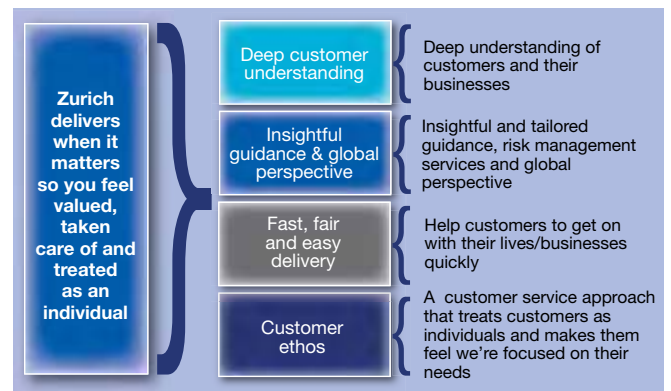 Zurich
delivers
when it
matters
so you feel
valued,
taken
care of and
treated
as an
individual
Deep customer
understanding
Deep understanding of
customers and their
businesses
Insightful
guidance & global
perspective
Insightful and tailored
guidance, risk management
services and global
perspective
Fast, fair
and easy
delivery
Help customers to get on
with their lives/businesses
quickly
Customer
ethos
A customer service approach
that treats customers as
individuals and makes them
feel we're focused on their
needs